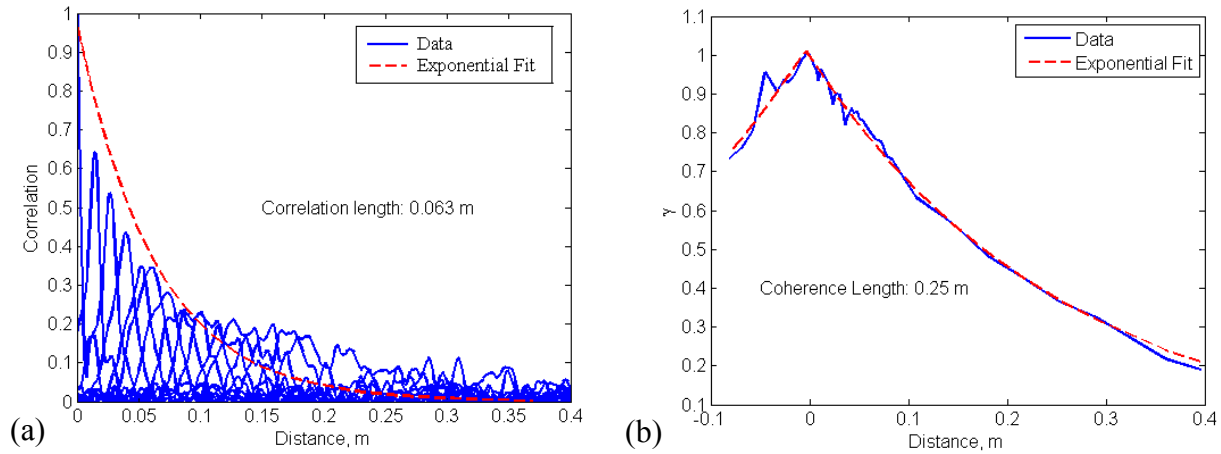 1
0.9
0.8
0.7
0.6
0.5
0.4
0.3
0.2
0.1
0
Correlation
Data
Exponential Fit
Correlation length: 0.063 m
0 0.05 0.1 0.15 0.2 0.25 0.3 0.35 0.4
Distance, m
(a)
1.1
1
0.9
0.8
0.7
0.6
0.5
0.4
0.3
0.2
0.1
γ
Data
Exponential Fit
Coherence Length: 0.25 m
-0.1 0 0.1 0.2 0.3 0.4
Distance, m
(b)